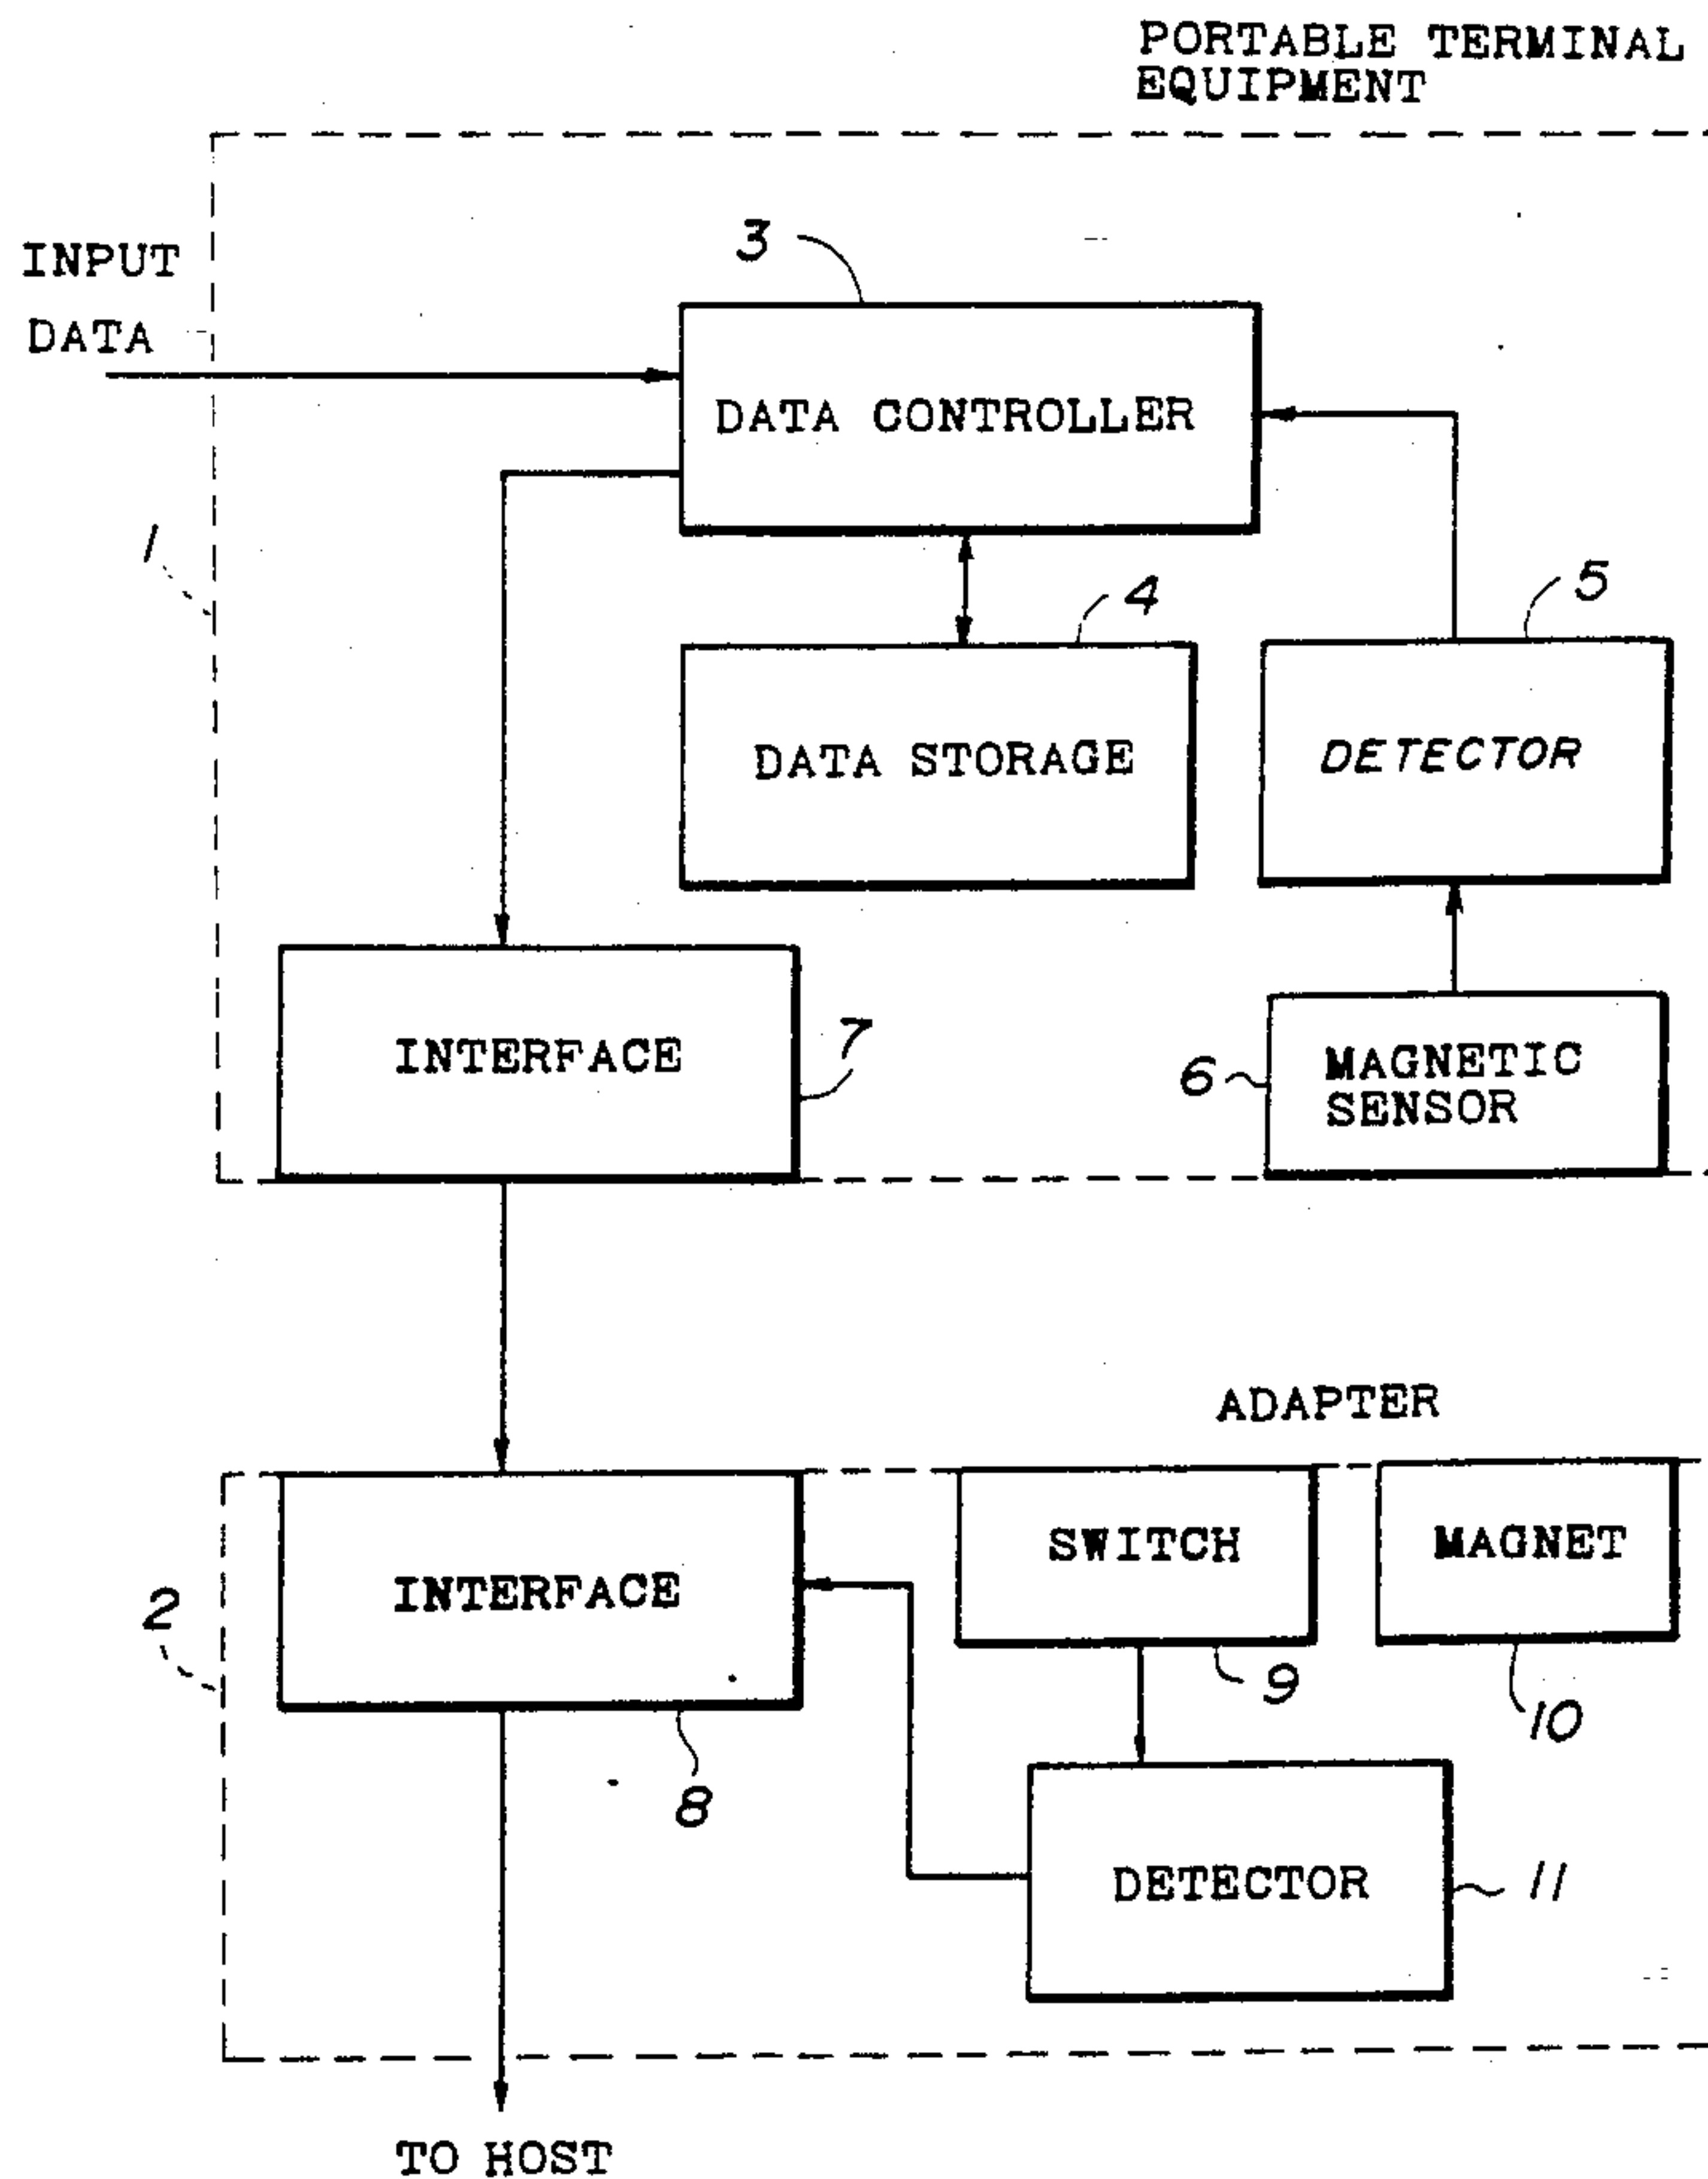 PORTABLE TERMINAL
EQUIPMENT
INPUT
DATA
3
DATA CONTROLLER
1
4
5
DATA STORAGE
DETECTOR
INTERFACE
7
6
MAGNETIC
SENSOR
ADAPTER
SWITCH
MAGNET
INTERFACE
2
9
10
8
DETECTOR
11
TO HOST